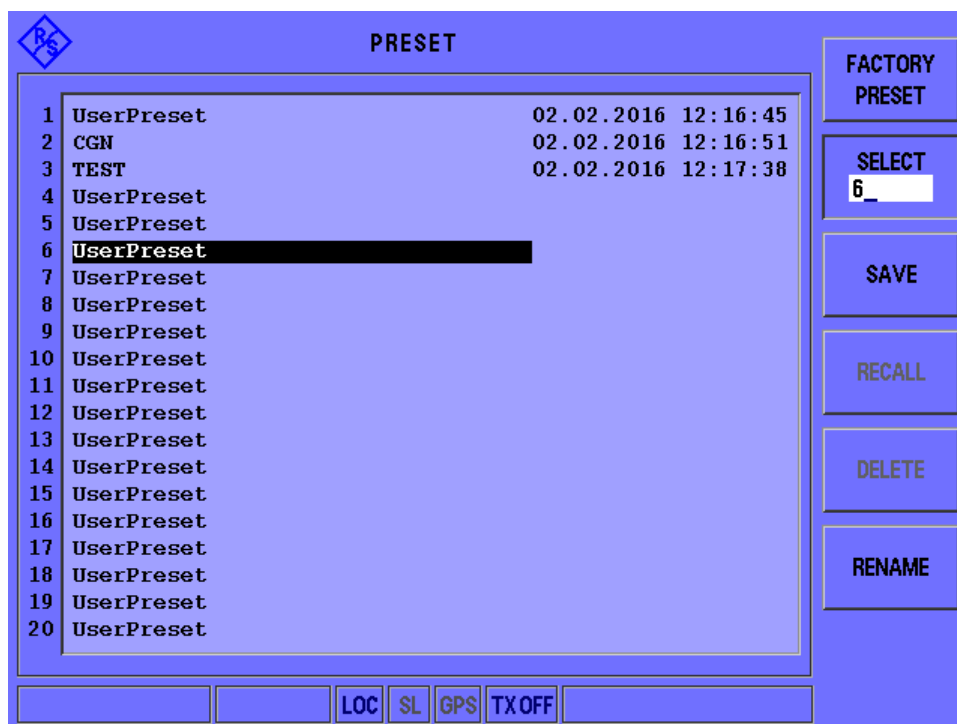 R&S
PRESET
1 UserPreset 02.02.2016 12:16:45
2 CGN 02.02.2016 12:16:51
3 TEST 02.02.2016 12:17:38
4 UserPreset
5 UserPreset
6 UserPreset
7 UserPreset
8 UserPreset
9 UserPreset
10 UserPreset
11 UserPreset
12 UserPreset
13 UserPreset
14 UserPreset
15 UserPreset
16 UserPreset
17 UserPreset
18 UserPreset
19 UserPreset
20 UserPreset
FACTORY
PRESET
SELECT
6_
SAVE
RECALL
DELETE
RENAME
LOC SL GPS TX OFF